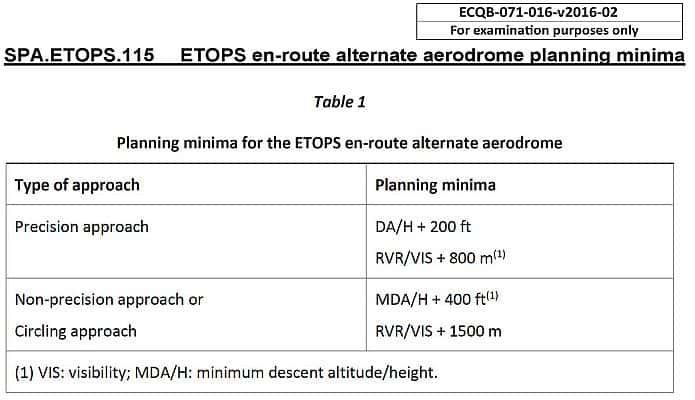 ECQB-071-016-v2016-02
For examination purposes only
SPA.ETOPS.115 ETOPS en-route alternate aerodrome planning minima
Table 1
Planning minima for the ETOPS en-route alternate aerodrome
Type of approach Planning minima
Precision approach DA/H + 200 ft
RVR/VIS + 800 m(1)
Non-precision approach or MDA/H + 400 ft(1)
Circling approach RVR/VIS + 1500 m
(1) VIS: visibility; MDA/H: minimum descent altitude/height.